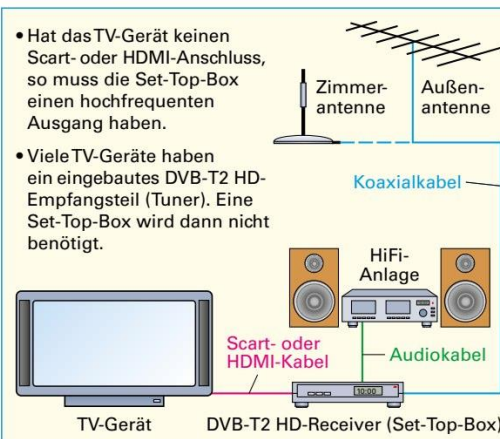 • Hat das TV-Gerät keinen
Scart- oder HDMI-Anschluss,
so muss die Set-Top-Box
einen hochfrequenten
Ausgang haben.
• Viele TV-Geräte haben
ein eingebautes DVB-T2 HD-
Empfangsteil (Tuner). Eine
Set-Top-Box wird dann nicht
benötigt.
Zimmer-
antenne
Außen-
antenne
Koaxialkabel
HiFi-
Anlage
Scart- oder
HDMI-Kabel
Audiokabel
10:00
TV-Gerät
DVB-T2 HD-Receiver (Set-Top-Box)